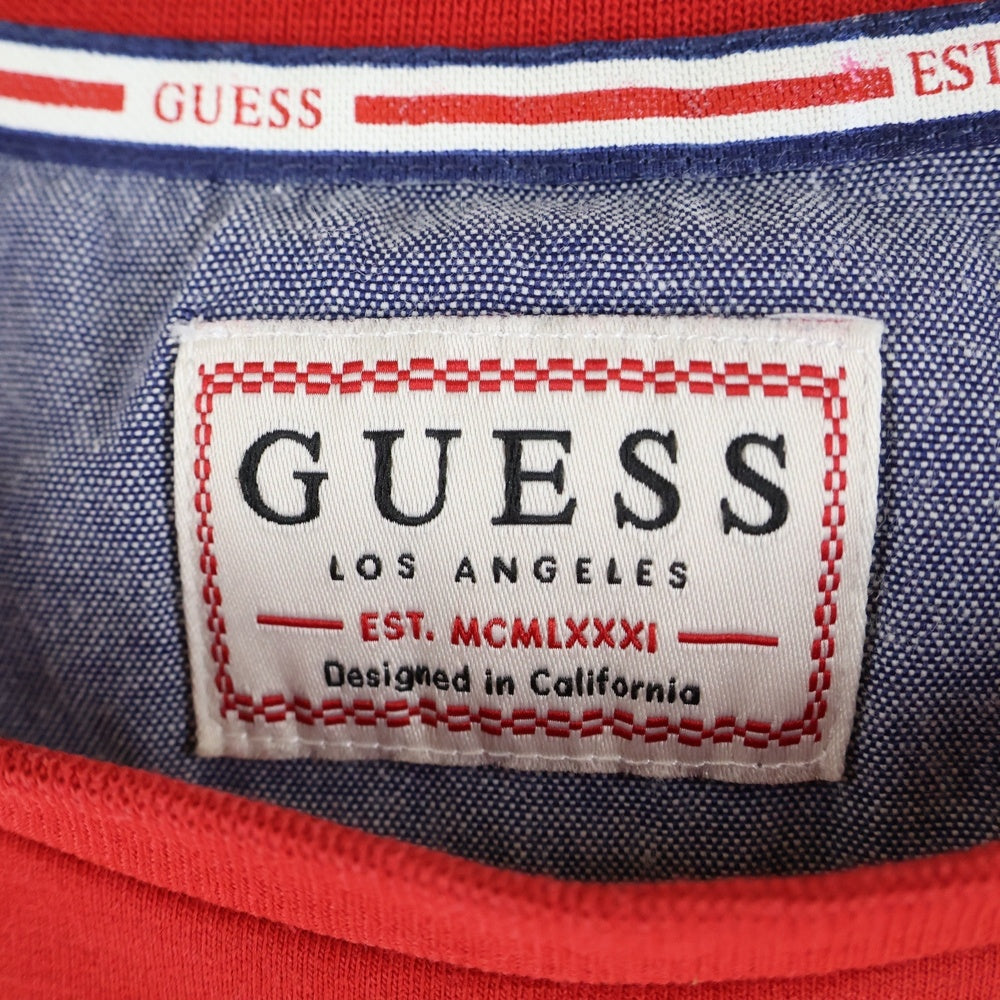 GUESS EST
GUESS
LOS ANGELES
EST. MCMLXXXI
Designed in California